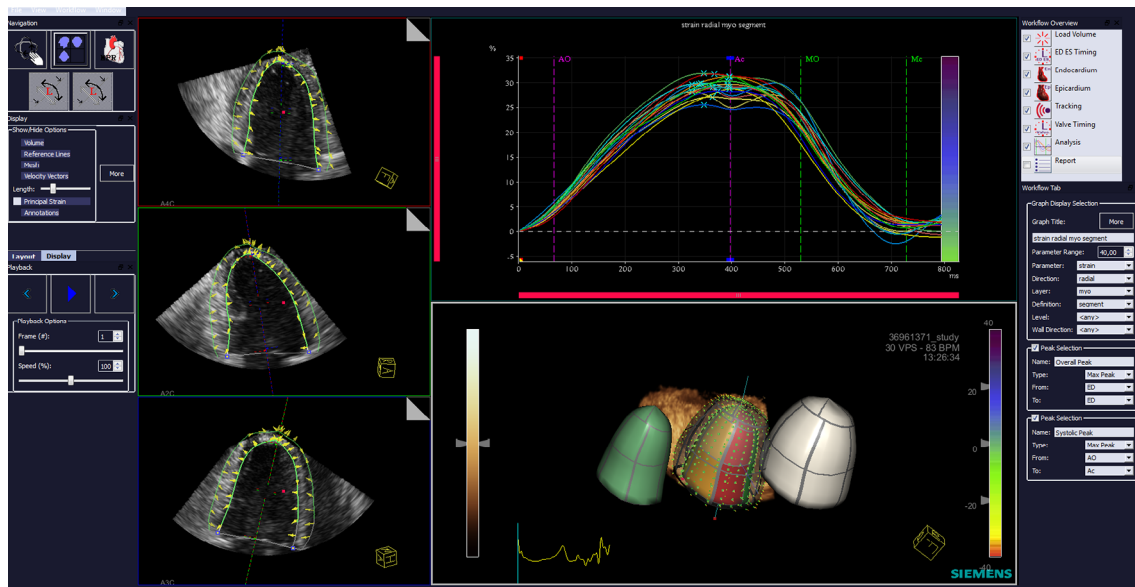 File View Workflow Window
Navigation
MPR
L
L
Display
Show/Hide Options
Volume
Reference Lines
Mesh
Velocity Vectors
More
Length:
Principal Strain
Annotations
Layout Display
Playback
Playback Options
Frame (#):
1
Speed (%):
100
A4C
A2C
A3C
strain radial myo segment
%
35
30
25
20
15
10
5
0
-5
AO
Ac
MO
Mc
0 100 200 300 400 500 600 700 800
ms
36961371_study
30 VPS - 83 BPM
13:26:34
40
20
0
-20
-40
SIEMENS
Workflow Overview
Load Volume
ED ES Timing
Endocardium
Epicardium
Tracking
Valve Timing
Analysis
Report
Workflow Tab
Graph Display Selection
Graph Title:
More
strain radial myo segment
Parameter Range: 40,00
Parameter: strain
Direction: radial
Layer: myo
Definition: segment
Level: <any>
Wall Direction: <any>
Peak Selection
Name: Overall Peak
Type: Max Peak
From: ED
To: ED
Peak Selection
Name: Systolic Peak
Type: Max Peak
From: AO
To: Ac